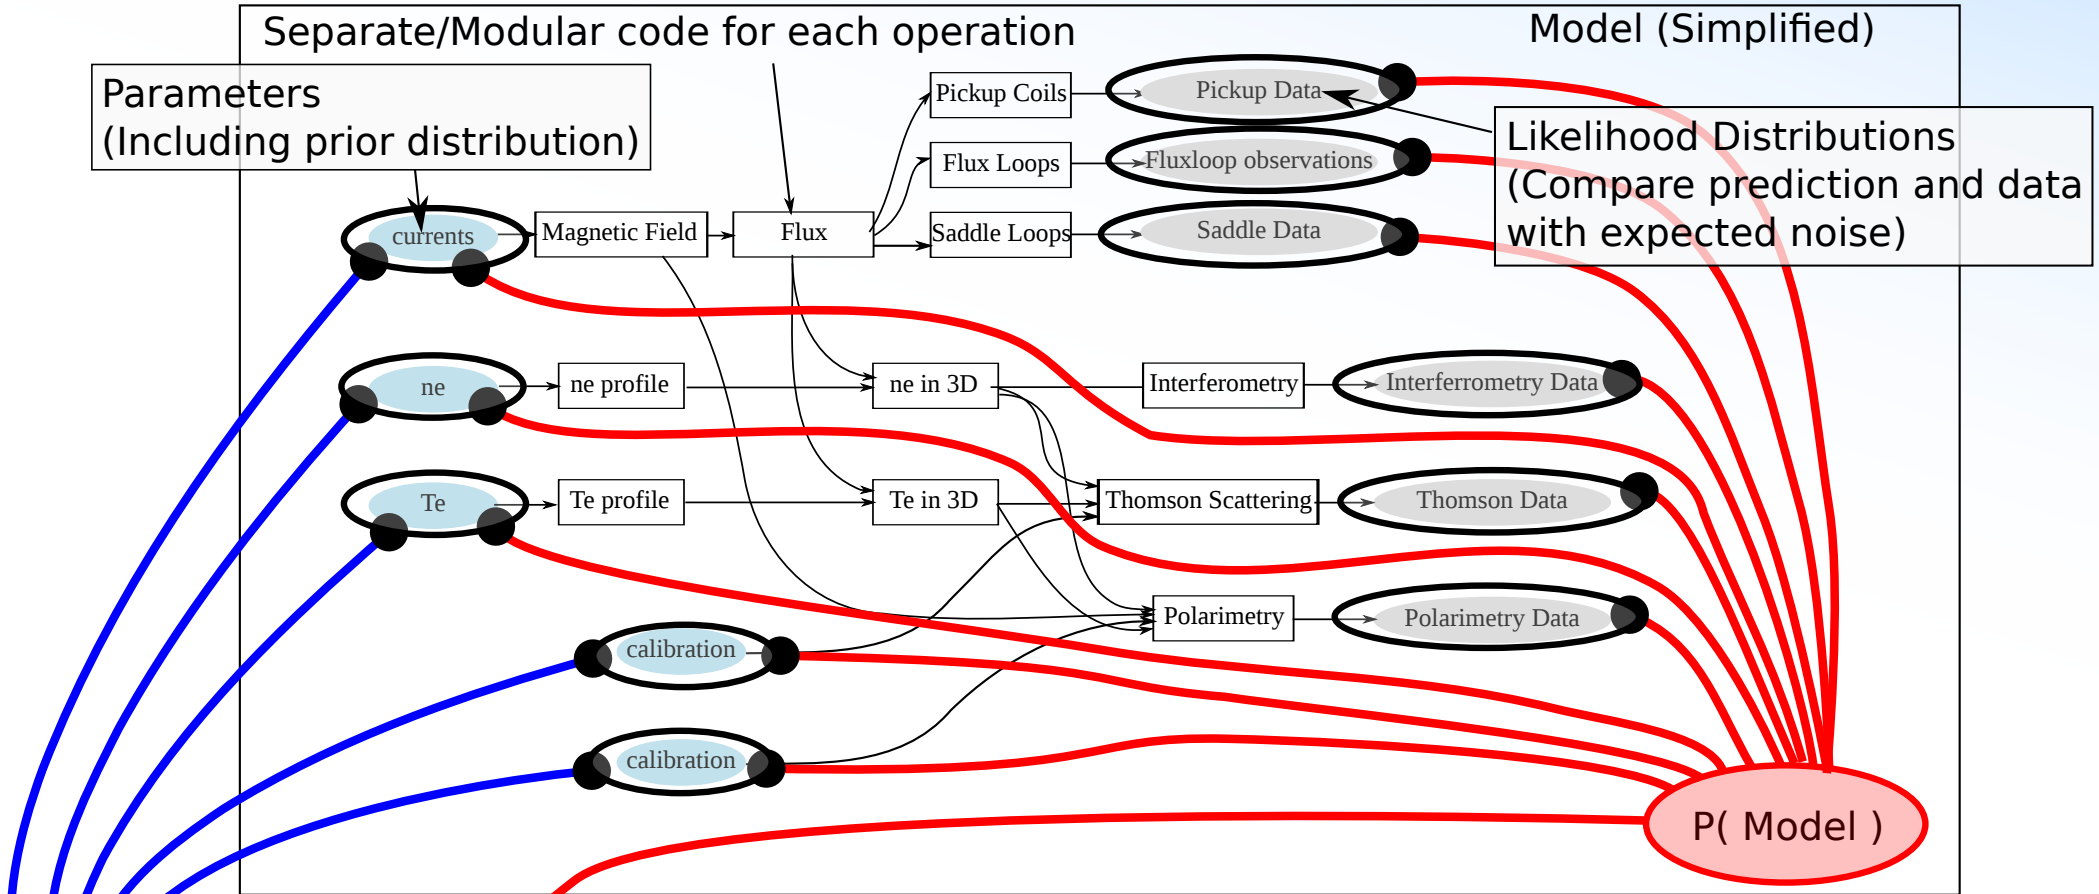 Separate/Modular code for each operation
Model (Simplified)
Parameters
(Including prior distribution)
Pickup Coils
Pickup Data
Likelihood Distributions
(Compare prediction and data
with expected noise)
Flux Loops
Fluxloop observations
currents
Magnetic Field
Flux
Saddle Loops
Saddle Data
ne
ne profile
ne in 3D
Interferometry
Interferrometry Data
Te
Te profile
Te in 3D
Thomson Scattering
Thomson Data
Polarimetry
Polarimetry Data
calibration
calibration
P( Model )